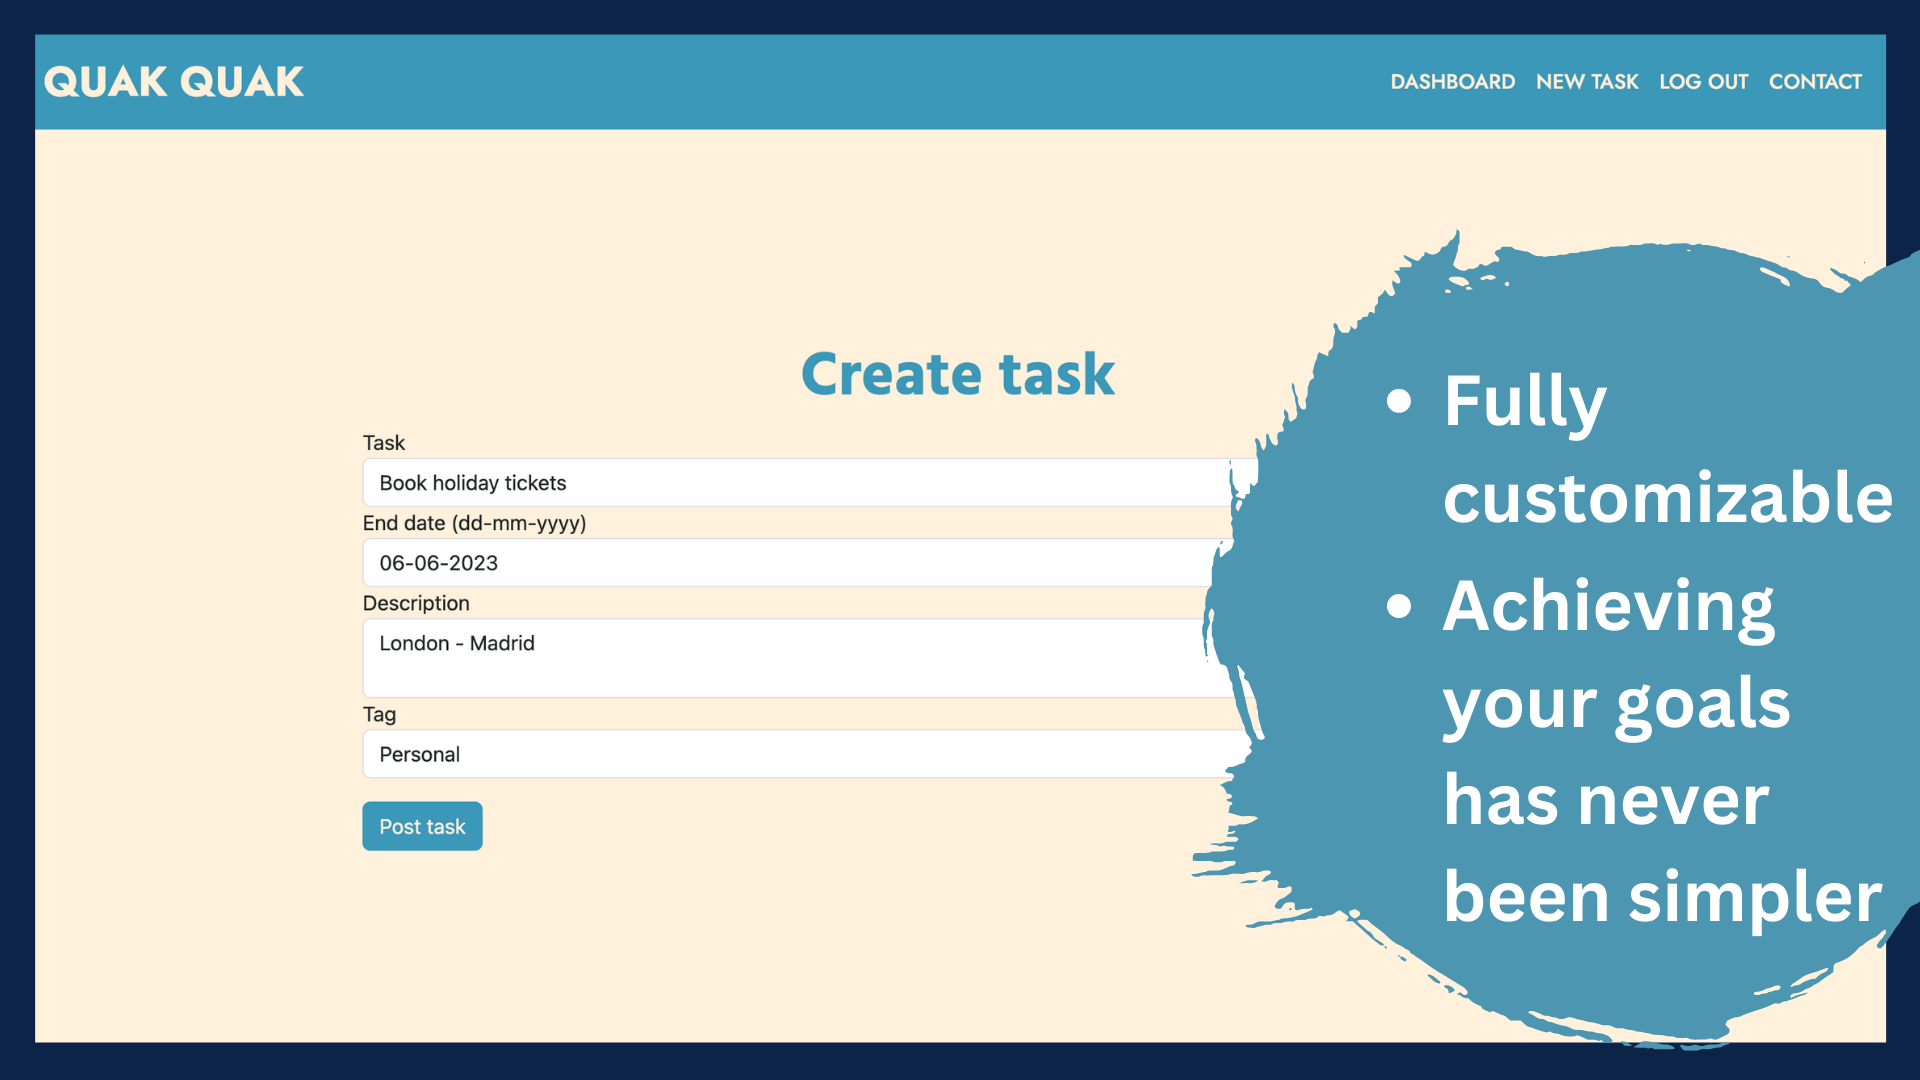 QUAK QUAK
DASHBOARD NEW TASK LOG OUT CONTACT
Create task
Task
Book holiday tickets
End date (dd-mm-yyyy)
06-06-2023
Description
London - Madrid
Tag
Personal
Post task
• Fully
customizable
• Achieving
your goals
has never
been simpler